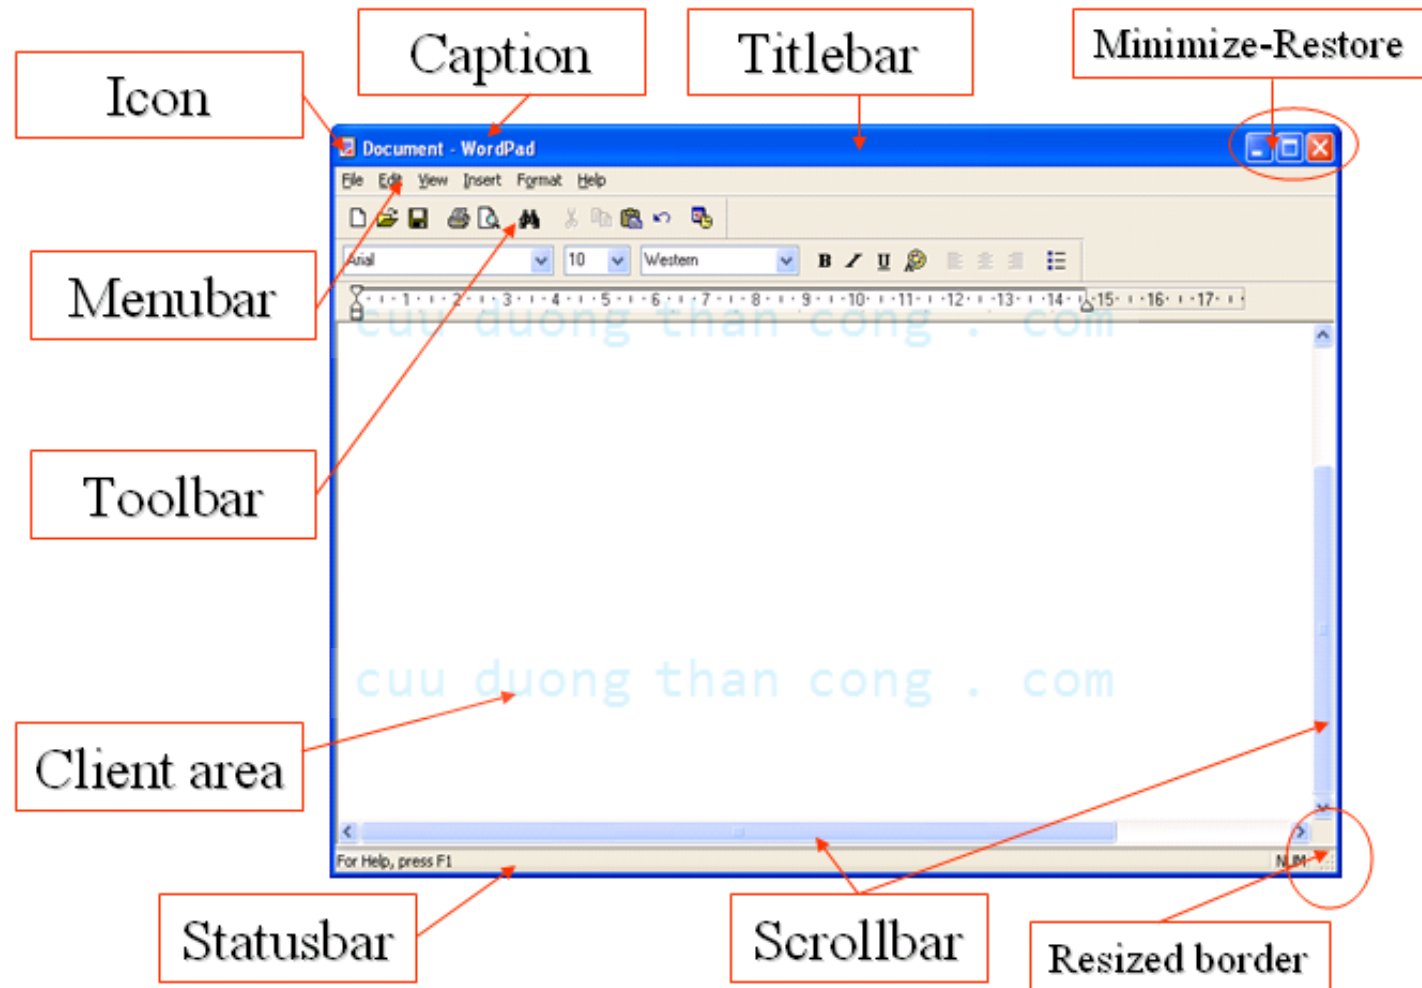 Caption
Titlebar
Minimize-Restore
Icon
Document - WordPad
File Edit View Insert Format Help
Arial 10 Western B I U
1 2 3 4 5 6 7 8 9 10 11 12 13 14 15 16 17
Menubar
cuu duong than cong . com
Toolbar
cuu duong than cong . com
Client area
For Help, press F1 NUM
Statusbar
Scrollbar
Resized border